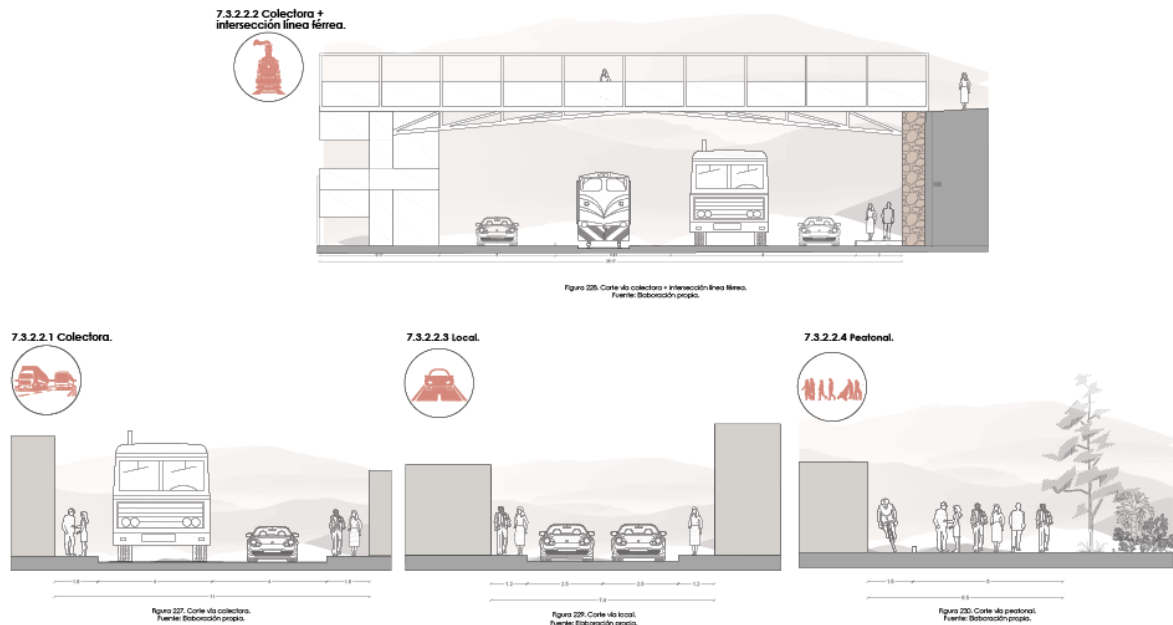 7.3.2.2.2 Colectora +
intersección línea férrea.
Figura 228. Corte vía colectora + intersección línea férrea.
Fuente: Elaboración propia.
7.3.2.2.1 Colectora.
1.5 4 4 1.5
11
Figura 227. Corte vía colectora.
Fuente: Elaboración propia.
7.3.2.2.3 Local.
1.2 2.5 2.5 1.2
7.4
Figura 229. Corte vía local.
Fuente: Elaboración propia.
7.3.2.2.4 Peatonal.
1.5 5
6.5
Figura 230. Corte vía peatonal.
Fuente: Elaboración propia.